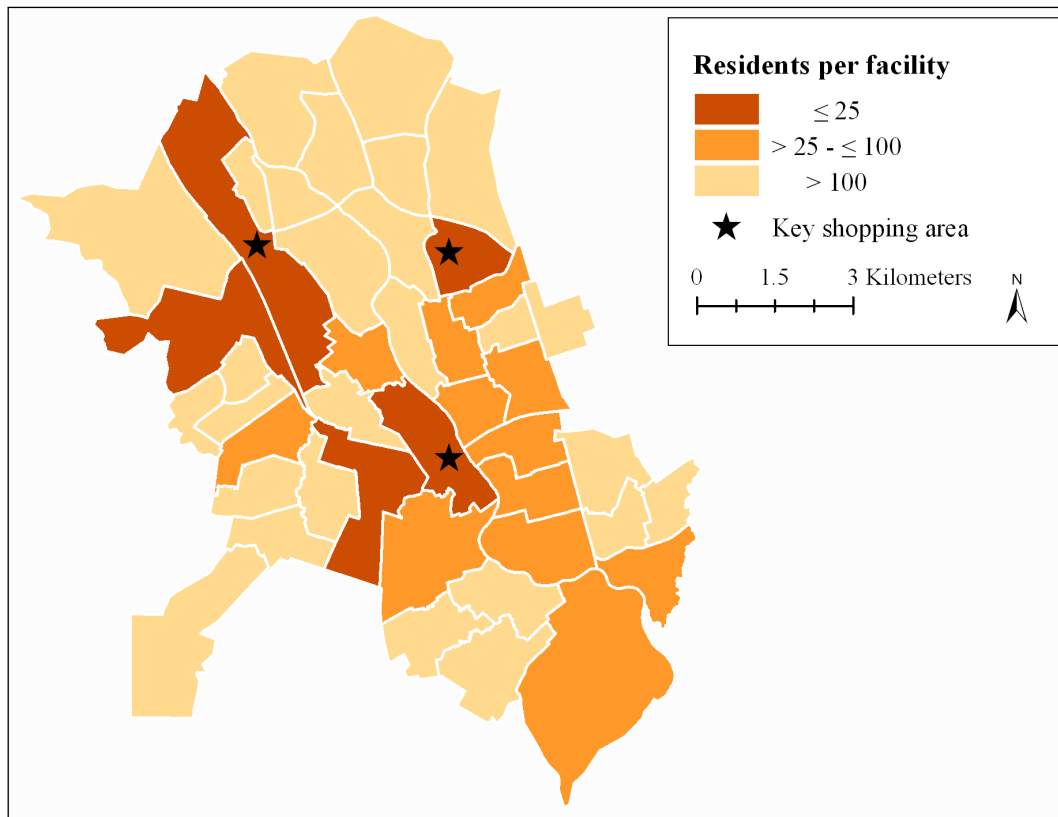 Residents per facility
≤ 25
> 25 - ≤ 100
> 100
Key shopping area
0 1.5 3 Kilometers
N